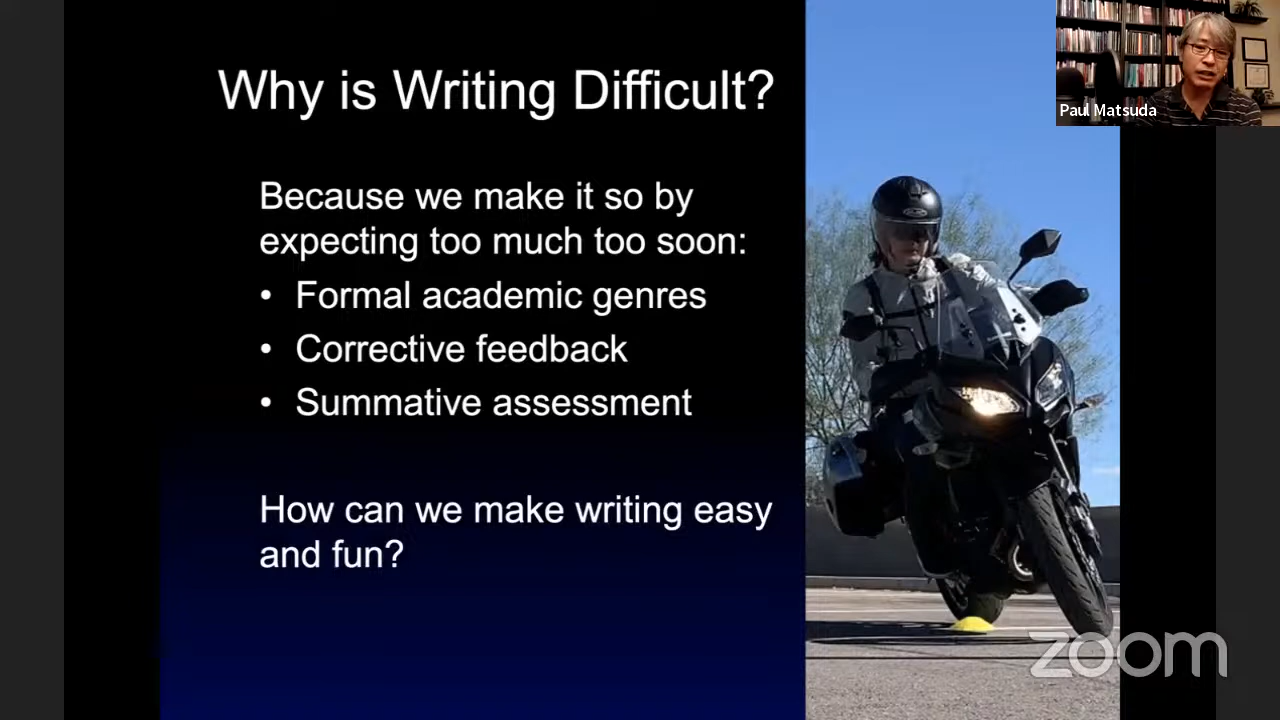 Why is Writing Difficult?
Because we make it so by
expecting too much too soon:
• Formal academic genres
• Corrective feedback
• Summative assessment
How can we make writing easy
and fun?
Paul Matsuda
zoom